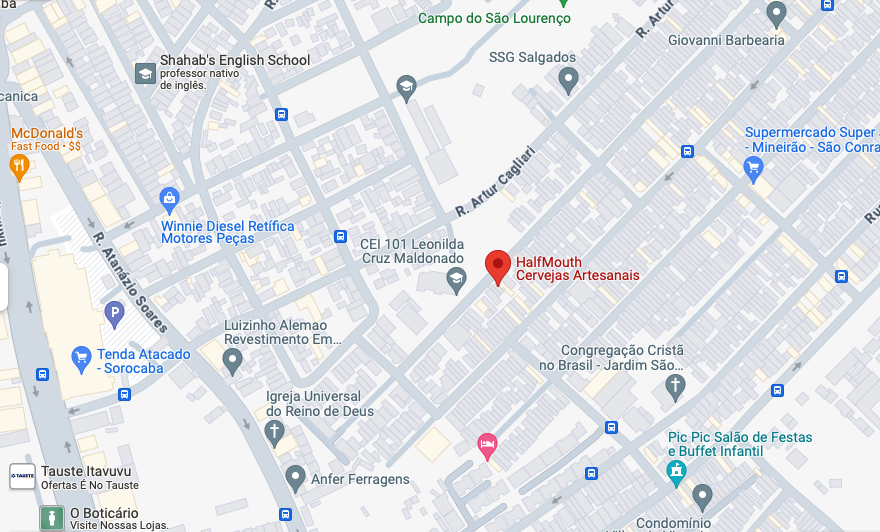 ba
Campo do São Lourenço
R. Artur
Giovanni Barbearia
SSG Salgados
Shahab's English School
professor nativo
de inglês.
canica
McDonald's
Fast Food • $$
Supermercado Super
- Mineirão - São Conra
R. Artur Cagliari
Winnie Diesel Retífica
Motores Peças
CEI 101 Leonilda
Cruz Maldonado
HalfMouth
Cervejas Artesanais
R. Atanázio Soares
P
Luizinho Alemao
Revestimento Em...
Tenda Atacado
- Sorocaba
Congregação Cristã
no Brasil - Jardim São...
Igreja Universal
do Reino de Deus
Pic Pic Salão de Festas
e Buffet Infantil
TAUSTE
Tauste Itavuvu
Ofertas É No Tauste
Anfer Ferragens
O Boticário
Visite Nossas Lojas.
Condomínio